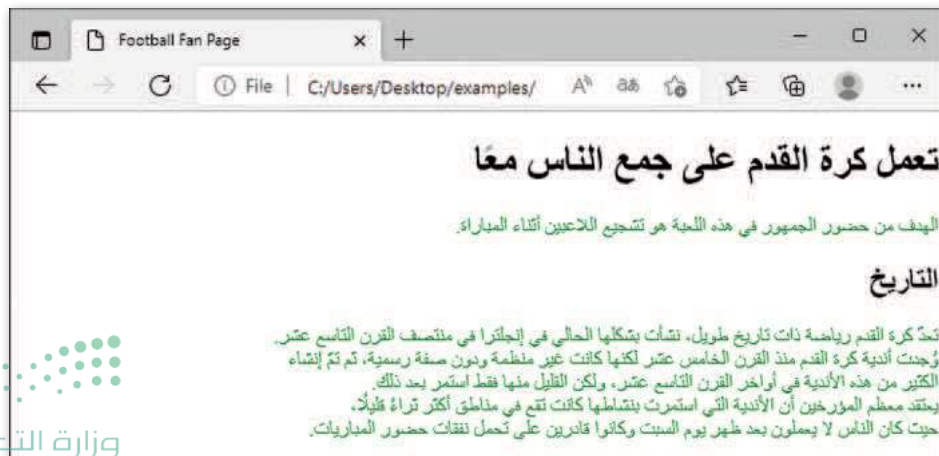 Football Fan Page
File | C:/Users/Desktop/examples/
تعمل كرة القدم على جمع الناس معًا
الهدف من حضور الجمهور في هذه اللعبة هو تشجيع اللاعبين أثناء المباراة.
التاريخ
تعدّ كرة القدم رياضة ذات تاريخ طويل، نشأت بشكلها الحالي في إنجلترا في منتصف القرن التاسع عشر.
وُجدت أندية كرة القدم منذ القرن الخامس عشر لكنها كانت غير منظمة ودون صفة رسمية، ثم تمّ إنشاء
الكثير من هذه الأندية في أواخر القرن التاسع عشر، ولكن القليل منها فقط استمر بعد ذلك.
يعتقد معظم المؤرخين أن الأندية التي استمرت بنشاطها كانت تقع في مناطق أكثر ثراءً قليلًا،
حيث كان الناس لا يعملون بعد ظهر يوم السبت وكانوا قادرين على تحمل نفقات حضور المباريات.
وزارة